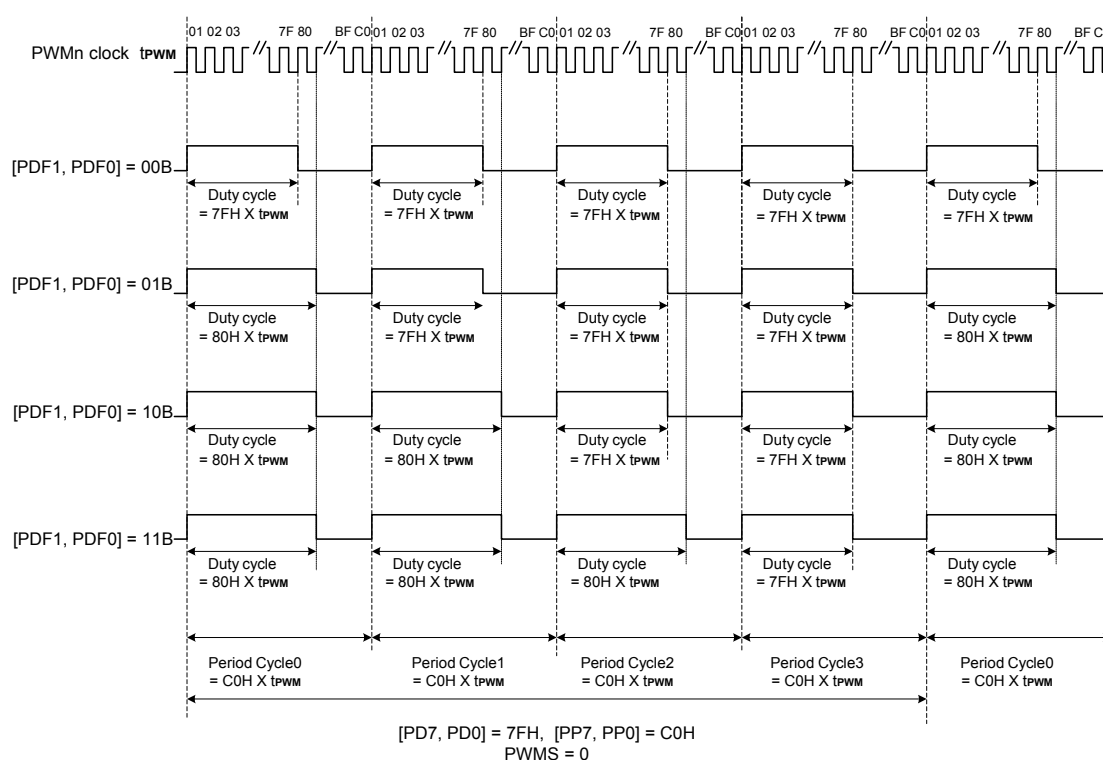 01 02 03 7F 80 BF C0 01 02 03 7F 80 BF C0 01 02 03 7F 80 BF C0 01 02 03 7F 80 BF C0 01 02 03 7F 80 BF C
PWMn clock tPWM
[PDF1, PDF0] = 00B
Duty cycle Duty cycle Duty cycle Duty cycle Duty cycle
= 7FH X tPWM = 7FH X tPWM = 7FH X tPWM = 7FH X tPWM = 7FH X tPWM
[PDF1, PDF0] = 01B
Duty cycle Duty cycle Duty cycle Duty cycle Duty cycle
= 80H X tPWM = 7FH X tPWM = 7FH X tPWM = 7FH X tPWM = 80H X tPWM
[PDF1, PDF0] = 10B
Duty cycle Duty cycle Duty cycle Duty cycle Duty cycle
= 80H X tPWM = 80H X tPWM = 7FH X tPWM = 7FH X tPWM = 80H X tPWM
[PDF1, PDF0] = 11B
Duty cycle Duty cycle Duty cycle Duty cycle Duty cycle
= 80H X tPWM = 80H X tPWM = 80H X tPWM = 7FH X tPWM = 80H X tPWM
Period Cycle0 Period Cycle1 Period Cycle2 Period Cycle3 Period Cycle0
= C0H X tPWM = C0H X tPWM = C0H X tPWM = C0H X tPWM = C0H X tPWM
[PD7, PD0] = 7FH, [PP7, PP0] = C0H
PWMS = 0